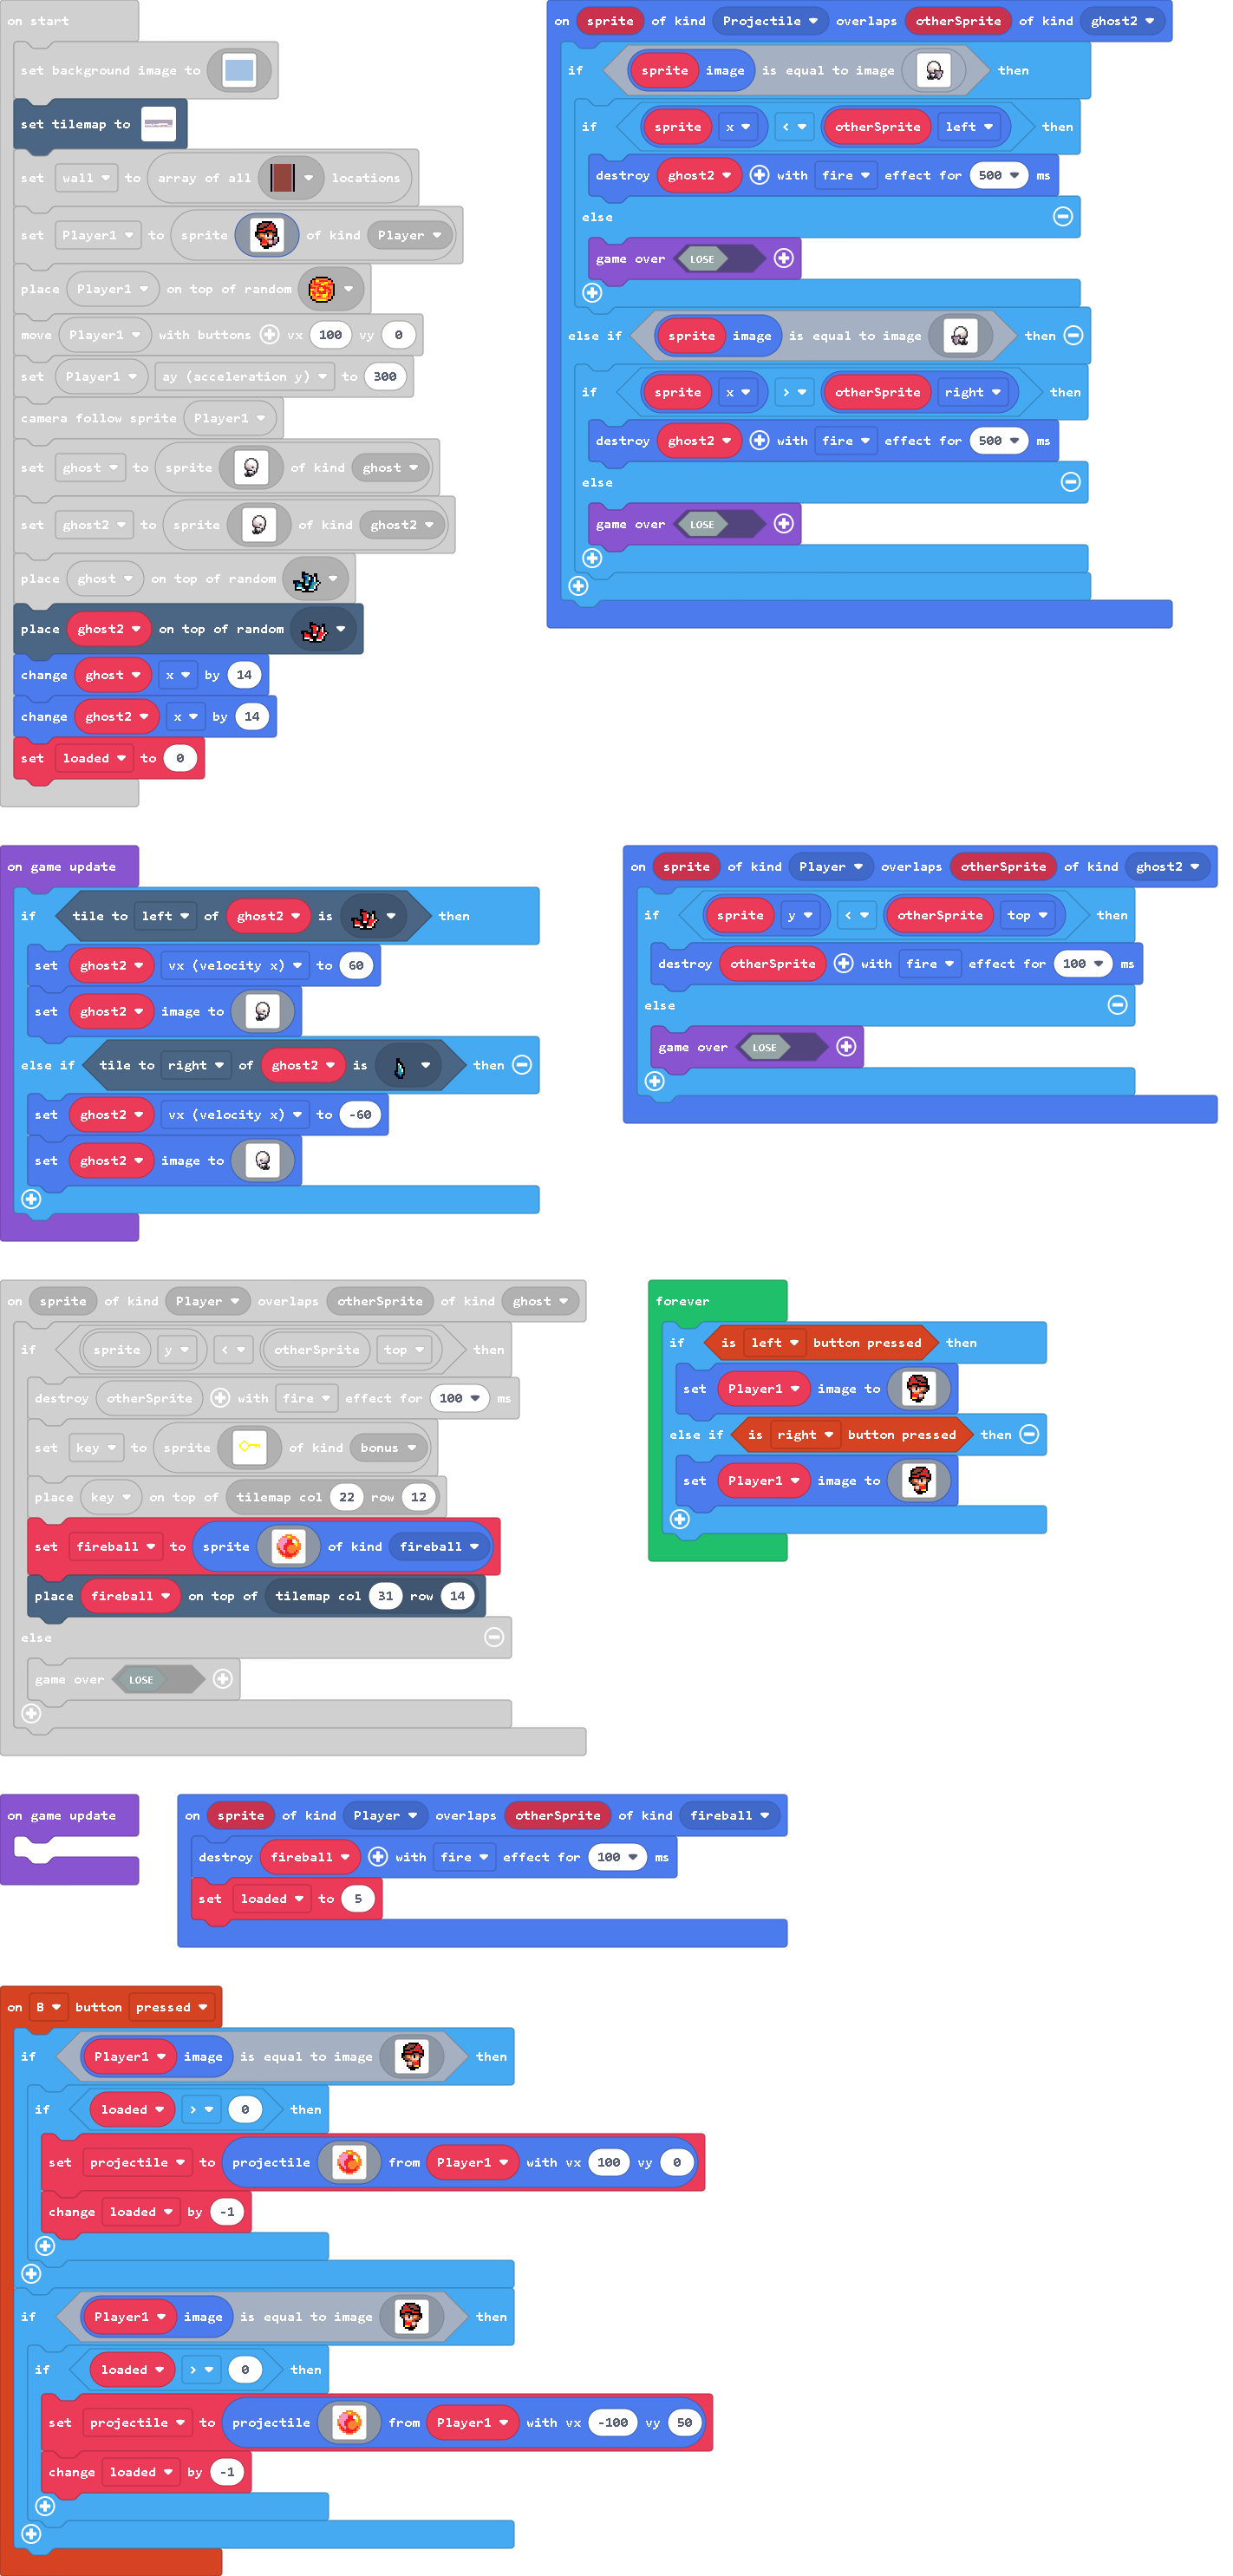 on start
set background image to
set tilemap to
set wall to array of all locations
set Player1 to sprite of kind Player
place Player1 on top of random
move Player1 with buttons vx 100 vy 0
set Player1 ay (acceleration y) to 300
camera follow sprite Player1
set ghost to sprite of kind ghost
set ghost2 to sprite of kind ghost2
place ghost on top of random
place ghost2 on top of random
change ghost x by 14
change ghost2 x by 14
set loaded to 0
on sprite of kind Projectile overlaps otherSprite of kind ghost2
if sprite image is equal to image then
if sprite x < otherSprite left then
destroy ghost2 with fire effect for 500 ms
else
game over LOSE
else if sprite image is equal to image then
if sprite x > otherSprite right then
destroy ghost2 with fire effect for 500 ms
else
game over LOSE
on game update
if tile to left of ghost2 is then
set ghost2 vx (velocity x) to 60
set ghost2 image to
else if tile to right of ghost2 is then
set ghost2 vx (velocity x) to -60
set ghost2 image to
on sprite of kind Player overlaps otherSprite of kind ghost2
if sprite y < otherSprite top then
destroy otherSprite with fire effect for 100 ms
else
game over LOSE
on sprite of kind Player overlaps otherSprite of kind ghost
if sprite y < otherSprite top then
destroy otherSprite with fire effect for 100 ms
set key to sprite of kind bonus
place key on top of tilemap col 22 row 12
set fireball to sprite of kind fireball
place fireball on top of tilemap col 31 row 14
else
game over LOSE
forever
if is left button pressed then
set Player1 image to
else if is right button pressed then
set Player1 image to
on game update
on sprite of kind Player overlaps otherSprite of kind fireball
destroy fireball with fire effect for 100 ms
set loaded to 5
on B button pressed
if Player1 image is equal to image then
if loaded > 0 then
set projectile to projectile from Player1 with vx 100 vy 0
change loaded by -1
if Player1 image is equal to image then
if loaded > 0 then
set projectile to projectile from Player1 with vx -100 vy 50
change loaded by -1